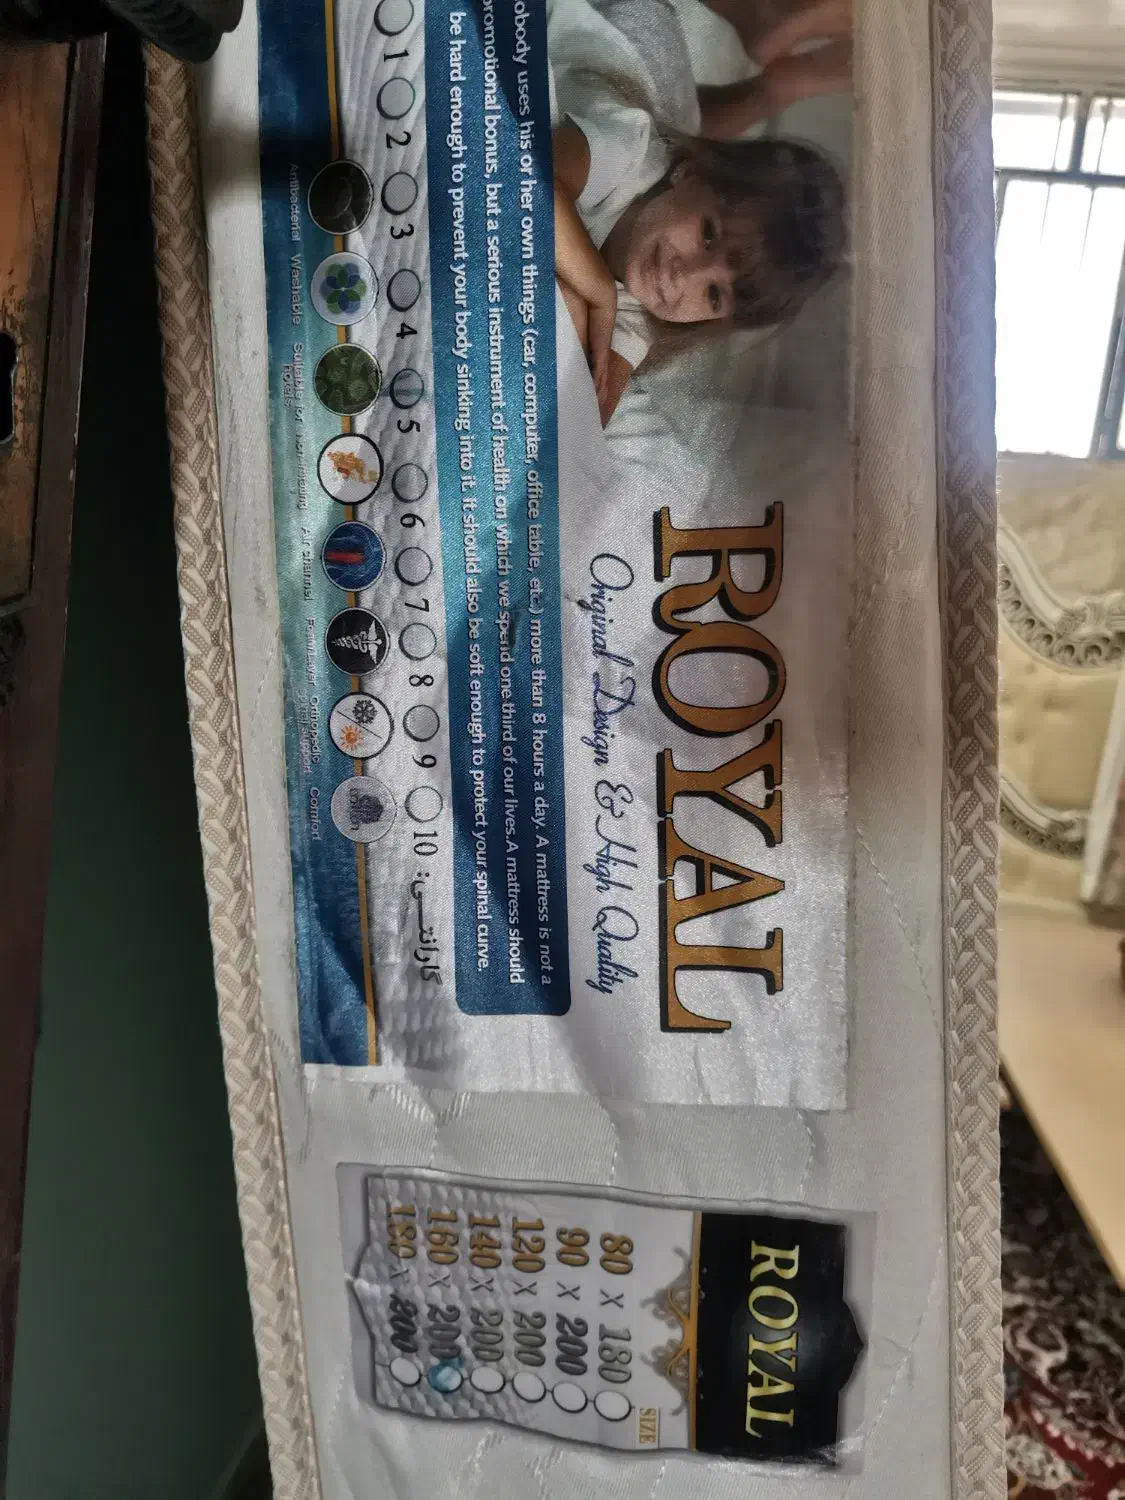 ROYAL
Original Design & High Quality
obody uses his or her own things (car, computer, office table, etc.) more than 8 hours a day. A mattress is not a
promotional bonus, but a serious instrument of health on which we spend one third of our lives.A mattress should
be hard enough to prevent your body sinking into it. It should also be soft enough to protect your spinal curve.
1 2 3 4 5 6 7 8 9 10 گارانتی:
Antibacterial Washable Suitable for Air channel Orthopedic Comfort
Hotels
ROYAL
SIZE
80 x 180
90 x 200
120 x 200
140 x 200
160 x 200
180 x 200